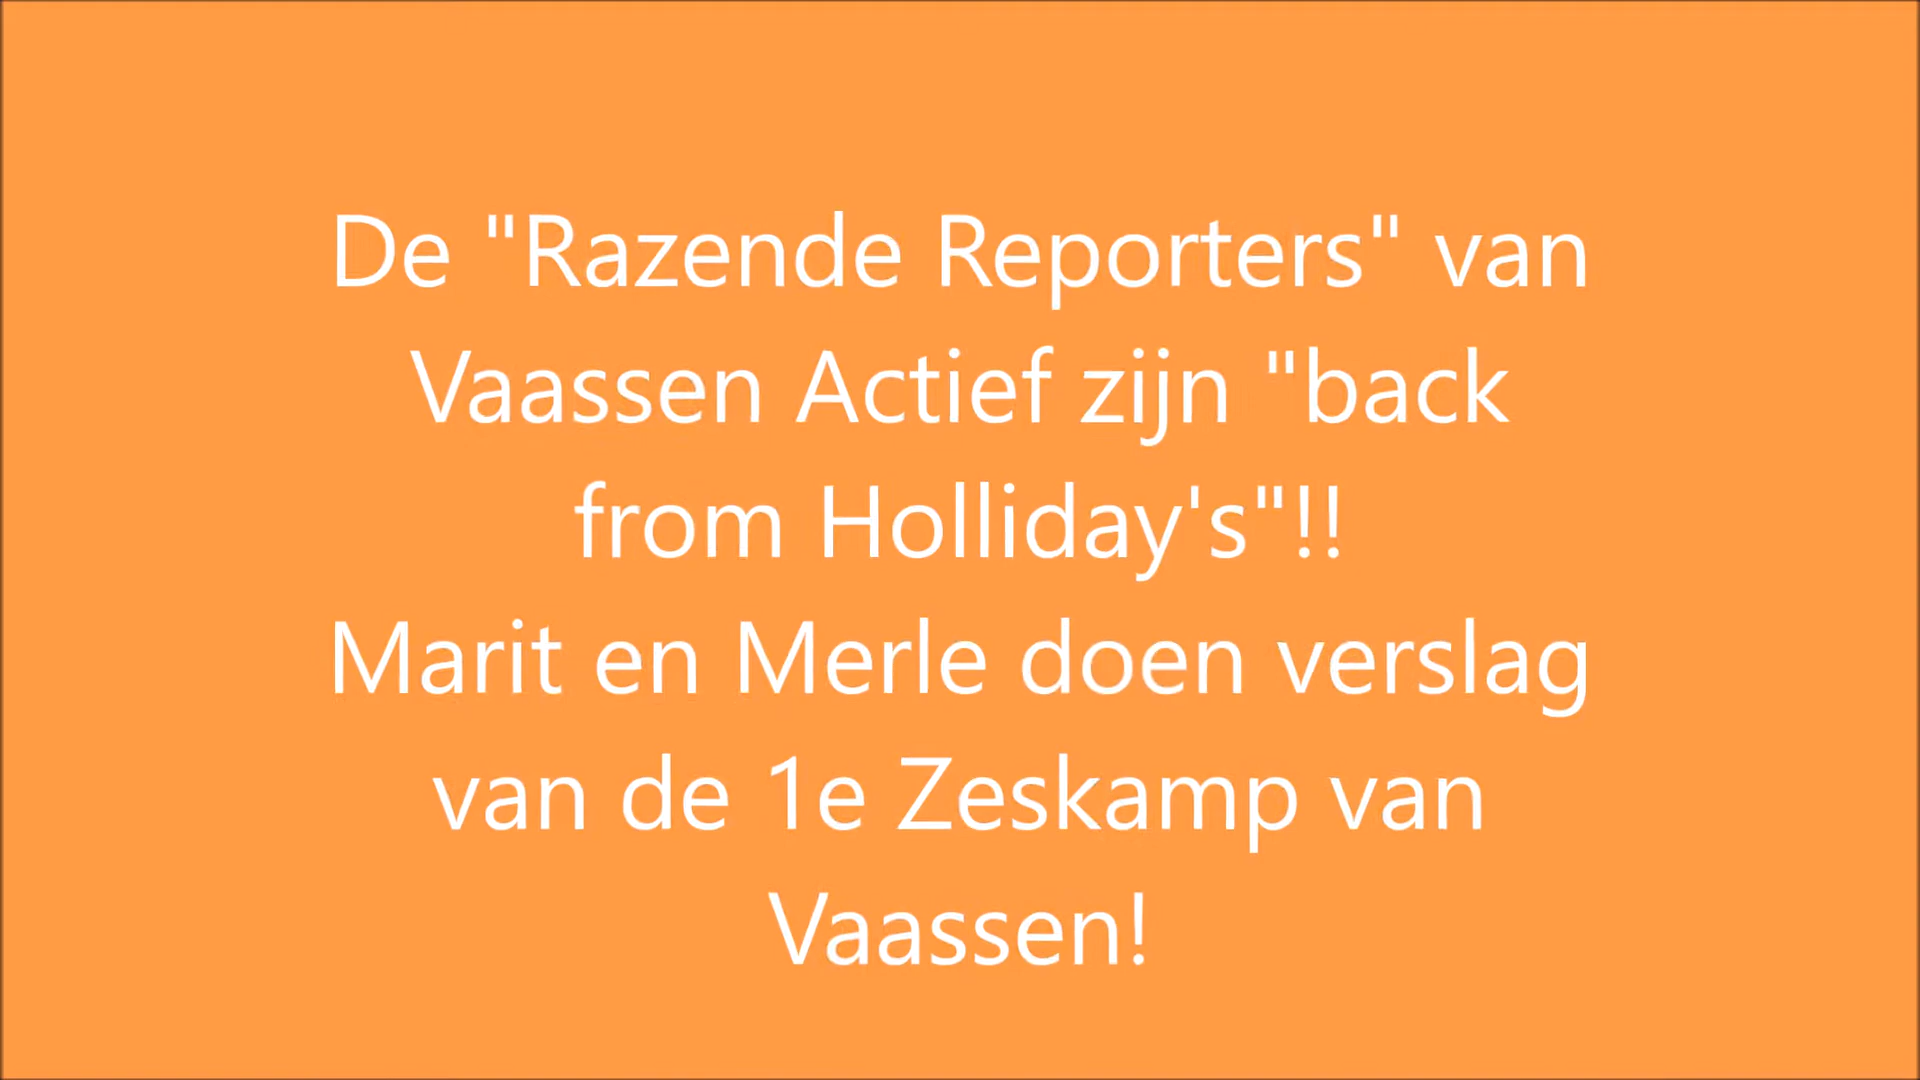 De "Razende Reporters" van
Vaassen Actief zijn "back
from Holliday's"!!
Marit en Merle doen verslag
van de 1e Zeskamp van
Vaassen!